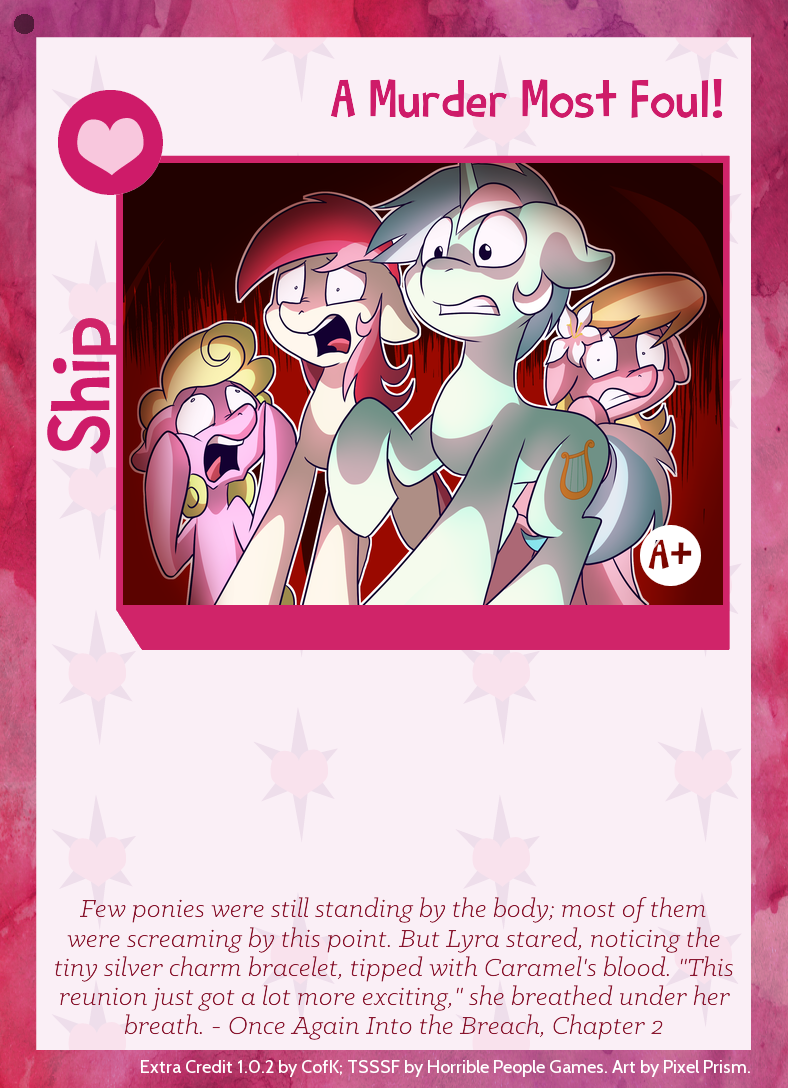 A Murder Most Foul!
Ship
A+
Few ponies were still standing by the body; most of them
were screaming by this point. But Lyra stared, noticing the
tiny silver charm bracelet, tipped with Caramel's blood. "This
reunion just got a lot more exciting," she breathed under her
breath. - Once Again Into the Breach, Chapter 2
Extra Credit 1.0.2 by CofK; TSSSF by Horrible People Games. Art by Pixel Prism.